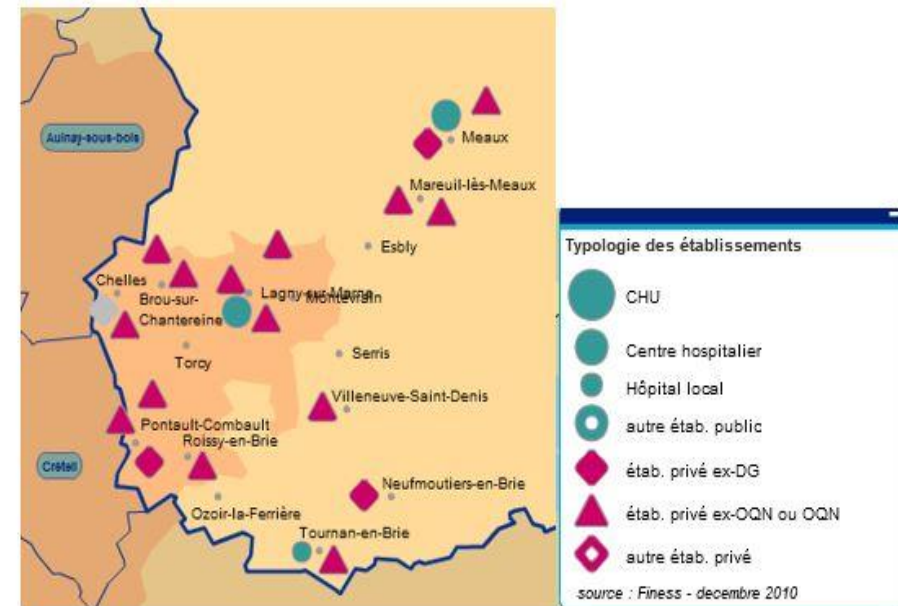 Aulnay-sous-bois
Meaux
Mareuil-lès-Meaux
Esbly
Chelles
Brou-sur-
Chantereine
Lagny-sur-Marne
Montévrain
Torcy
Serris
Villeneuve-Saint-Denis
Pontault-Combault
Roissy-en-Brie
Créteil
Neufmoutiers-en-Brie
Ozoir-la-Ferrière
Tournan-en-Brie
Typologie des établissements
CHU
Centre hospitalier
Hôpital local
autre étab. public
étab. privé ex-DG
étab. privé ex-OQN ou OQN
autre étab. privé
source : Finess - decembre 2010